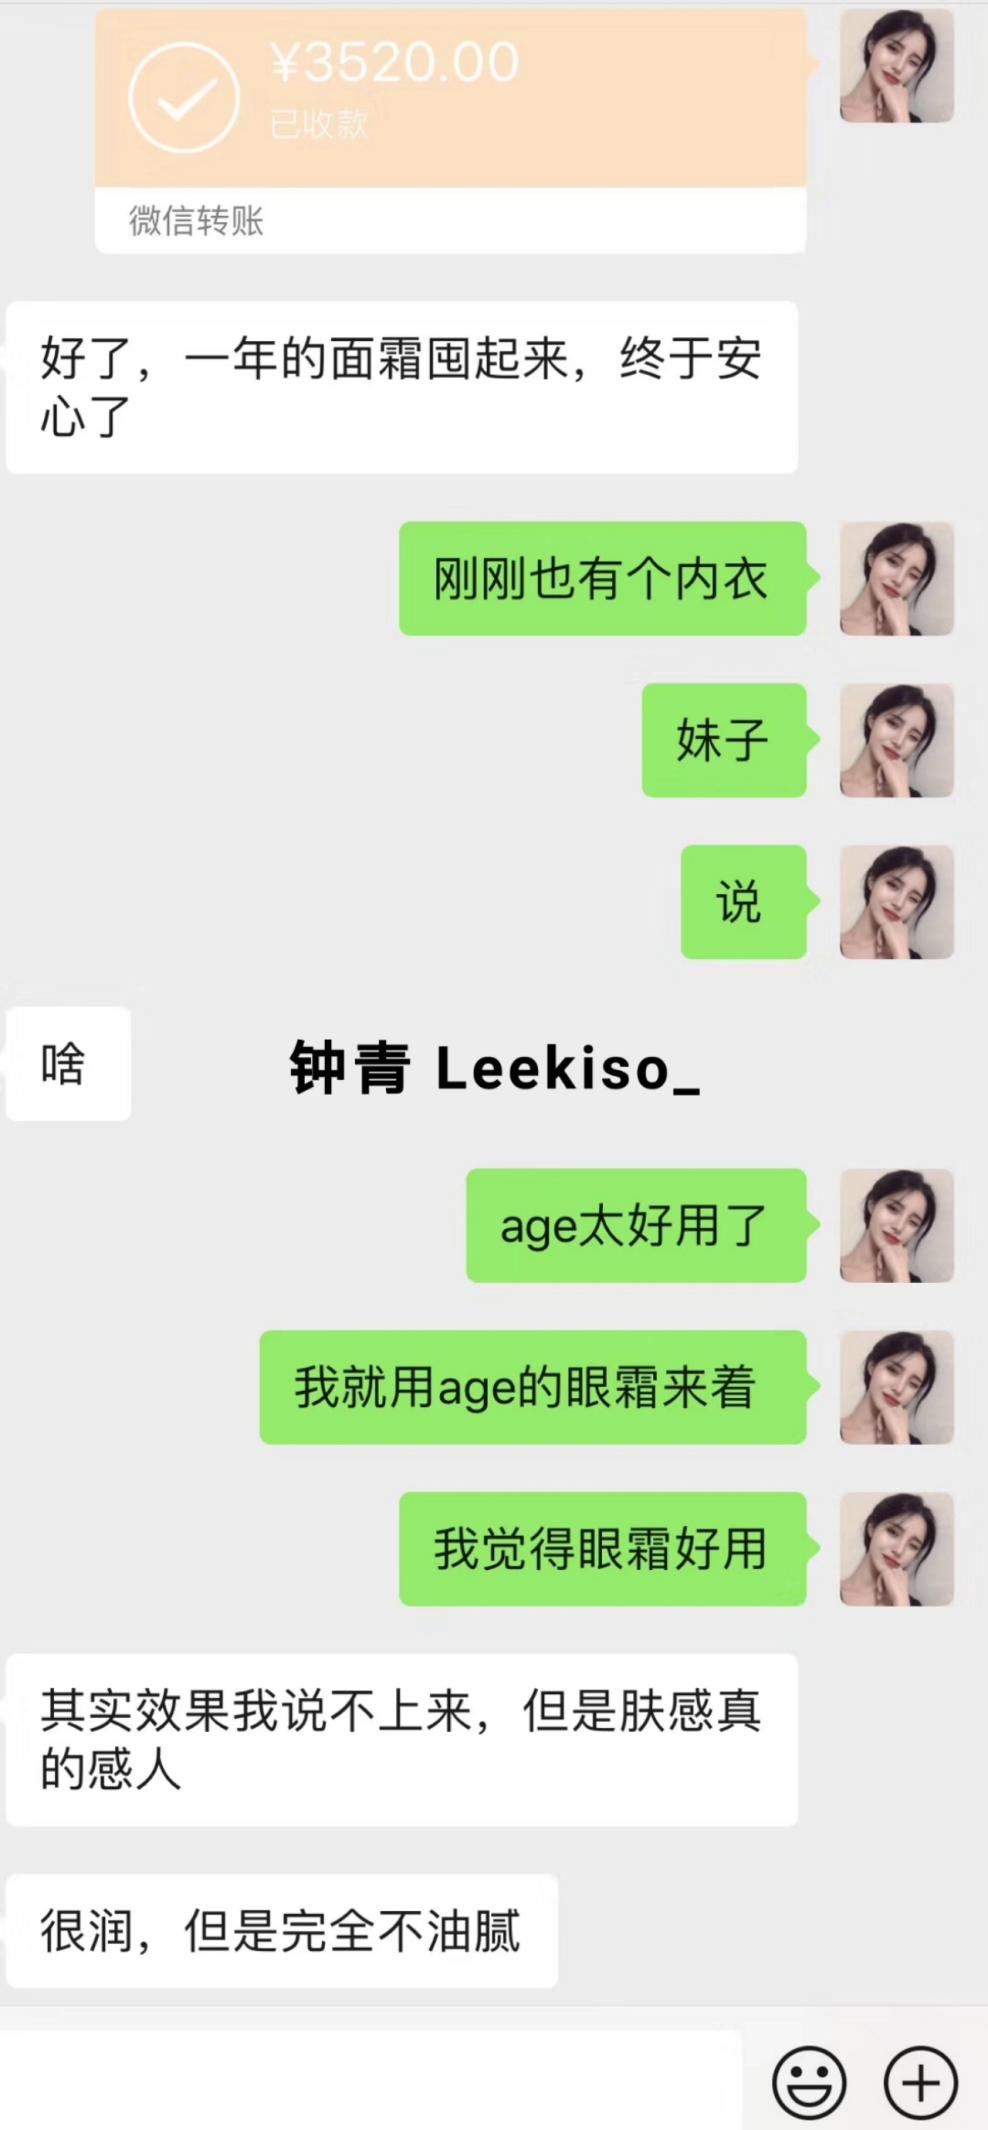 ¥3520.00
已收款
微信转账
好了，一年的面霜囤起来，终于安
心了
刚刚也有个内衣
妹子
说
啥
钟青 Leekiso_
age太好用了
我就用age的眼霜来着
我觉得眼霜好用
其实效果我说不上来，但是肤感真
的感人
很润，但是完全不油腻